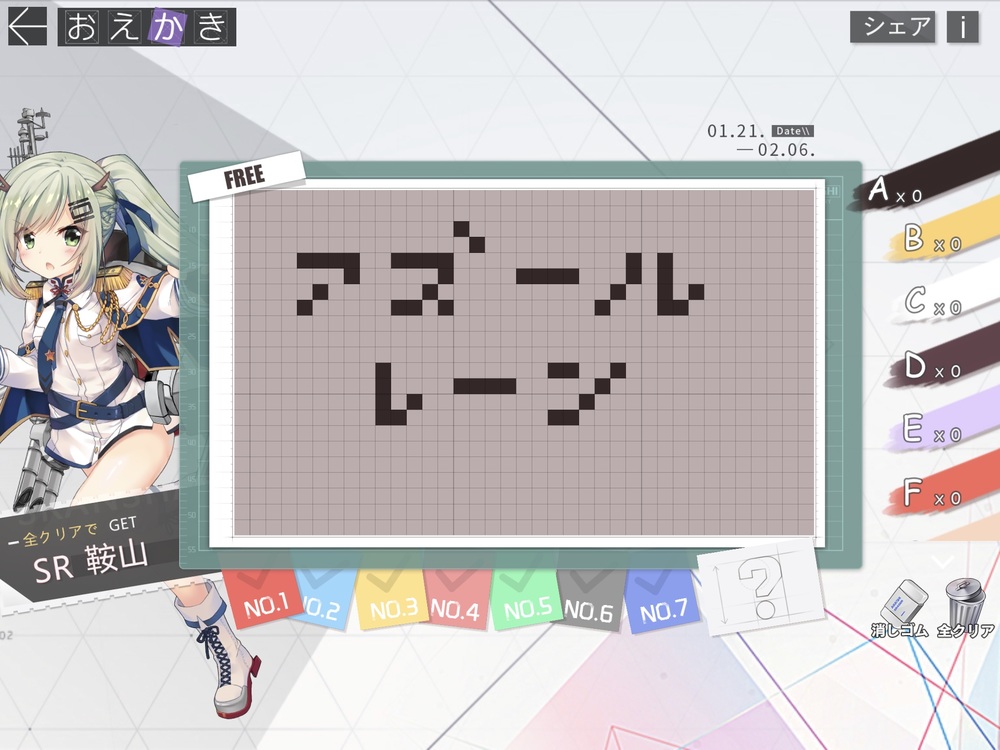 おえかき
シェア
i
01.21. Date\\
—02.06.
FREE
アズール
レーン
A x 0
B x 0
C x 0
D x 0
E x 0
F x 0
全クリアで GET
SR 鞍山
NO.1
NO.2
NO.3
NO.4
NO.5
NO.6
NO.7
?
消しゴム
全クリア